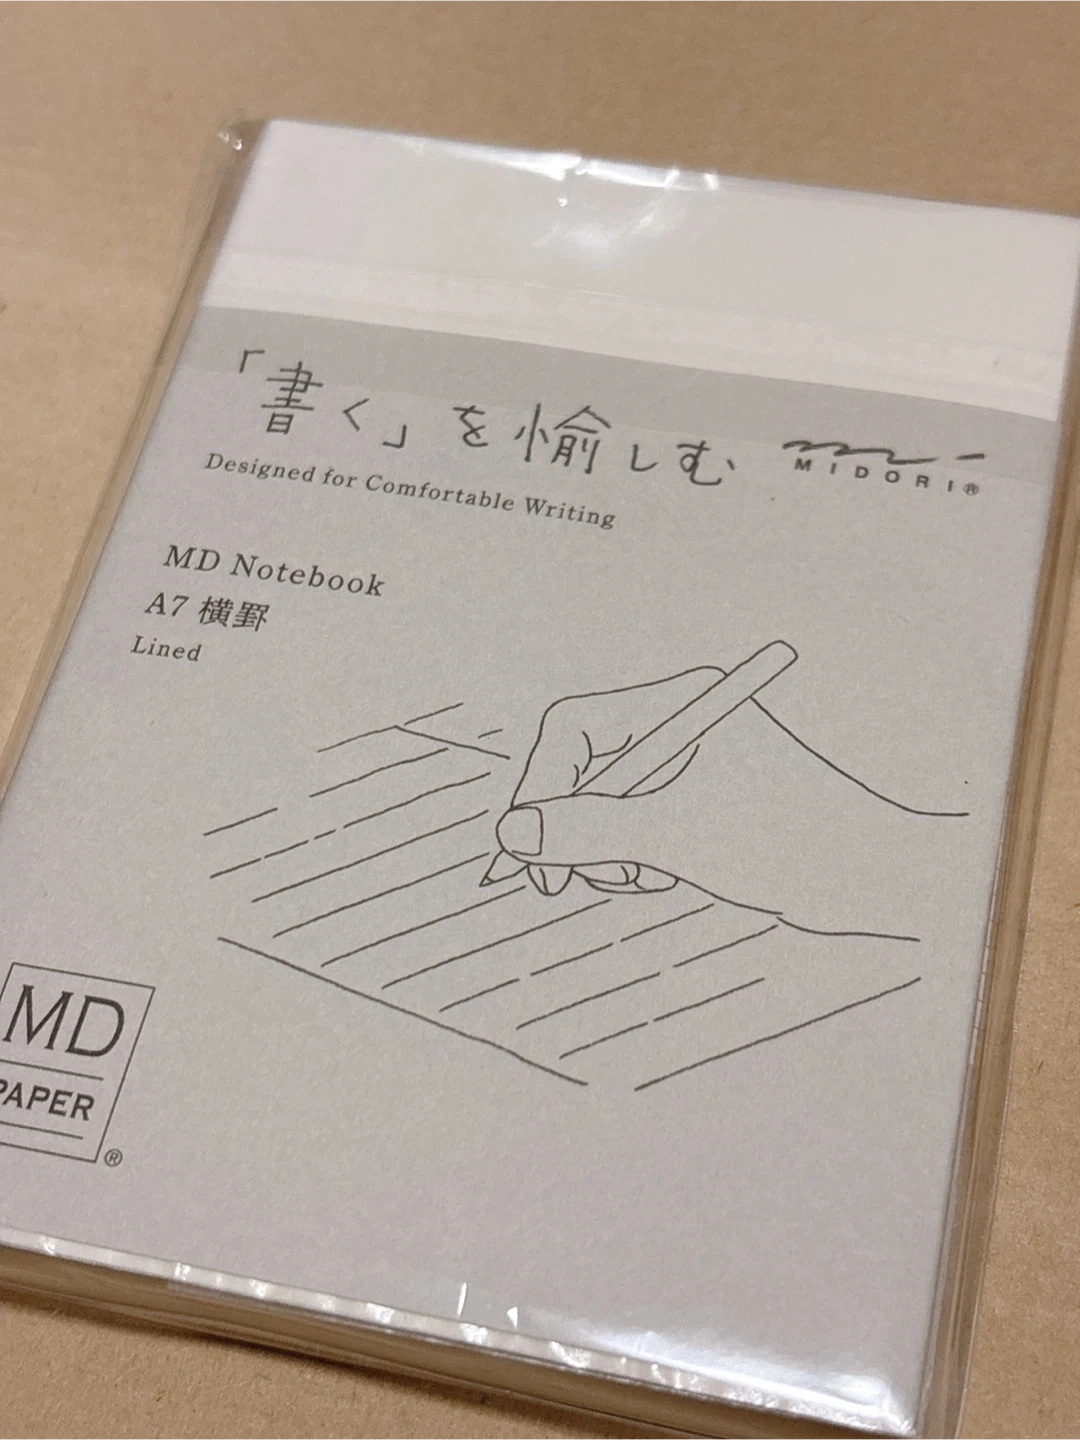 「書く」を愉しむ
MIDORI®
Designed for Comfortable Writing
MD Notebook
A7 横罫
Lined
MD
PAPER
®